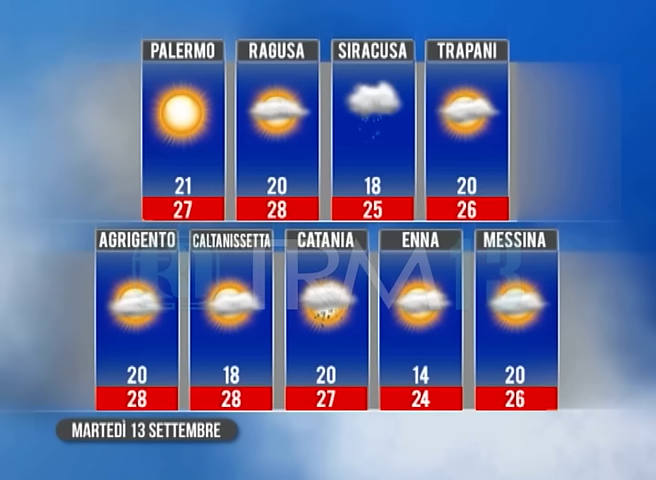 PALERMO RAGUSA SIRACUSA TRAPANI
21 20 18 20
27 28 25 26
AGRIGENTO CALTANISSETTA CATANIA ENNA MESSINA
TRM13
20 18 20 14 20
28 28 27 24 26
MARTEDÌ 13 SETTEMBRE